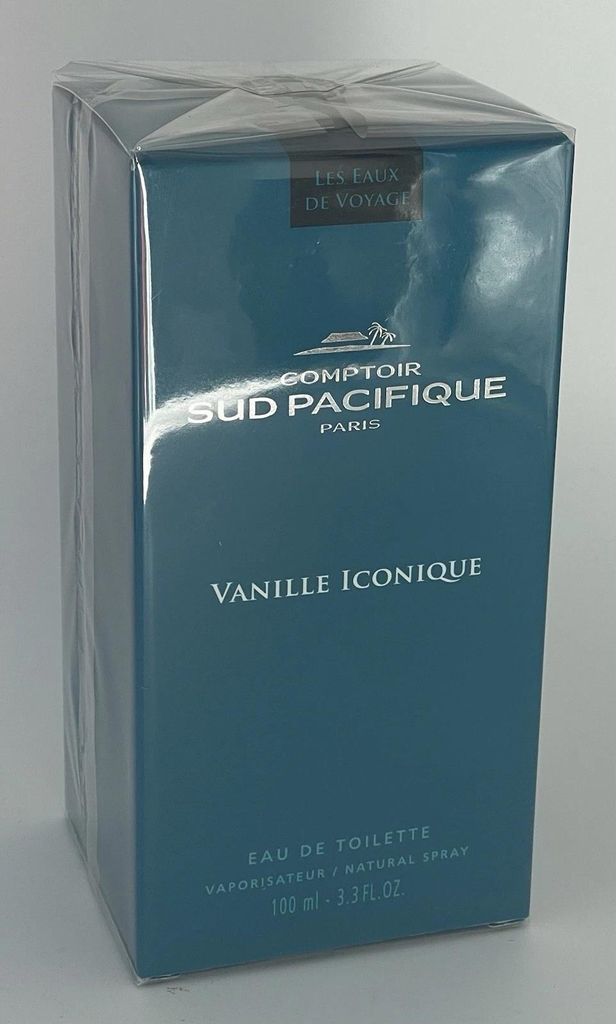 LES EAUX
DE VOYAGE
COMPTOIR
SUD PACIFIQUE
PARIS
VANILLE ICONIQUE
EAU DE TOILETTE
VAPORISATEUR / NATURAL SPRAY
100 ml - 3.3 FL.OZ.